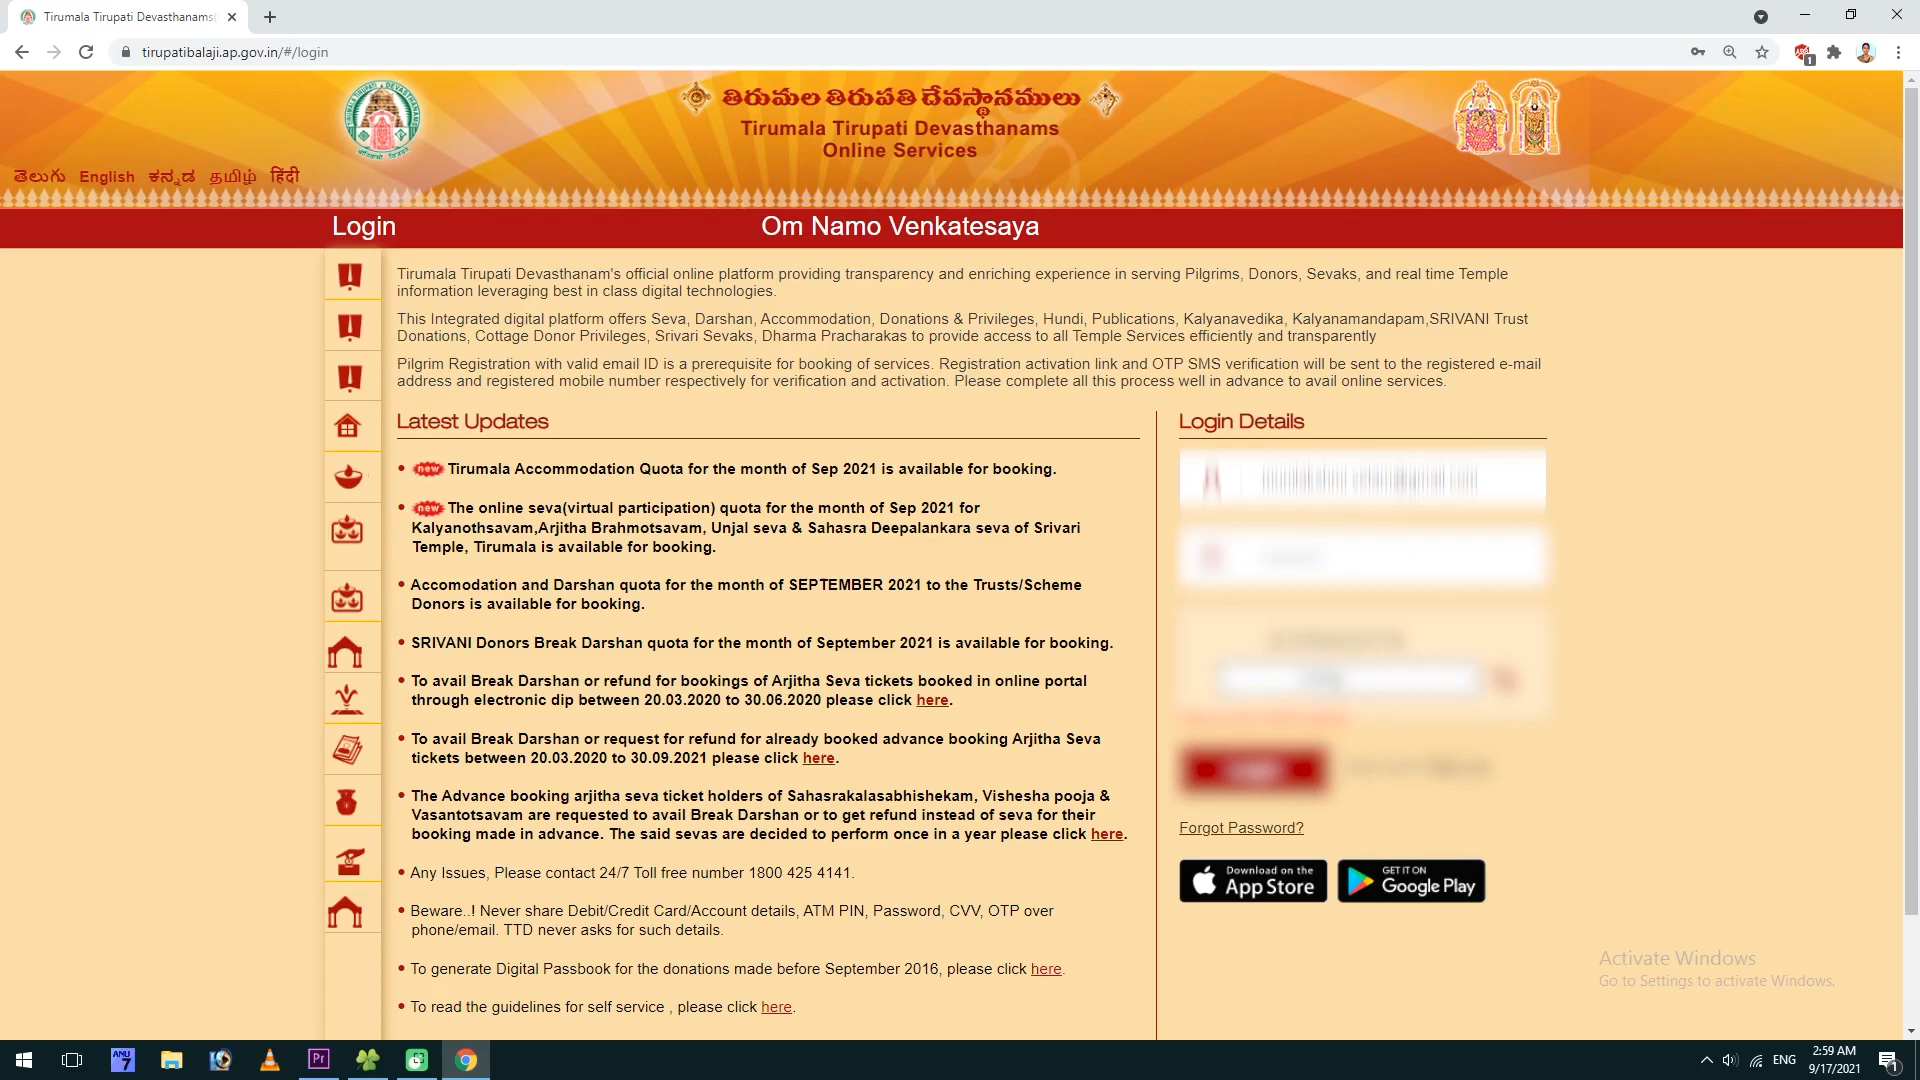 Tirumala Tirupati Devasthanams(
tirupatibalaji.ap.gov.in/#/login
1
తిరుమల తిరుపతి దేవస్థానములు
Tirumala Tirupati Devasthanams
Online Services
తెలుగు English ಕನ್ನಡ தமிழ் हिंदी
Login
Om Namo Venkatesaya
Tirumala Tirupati Devasthanam's official online platform providing transparency and enriching experience in serving Pilgrims, Donors, Sevaks, and real time Temple
information leveraging best in class digital technologies.
This Integrated digital platform offers Seva, Darshan, Accommodation, Donations & Privileges, Hundi, Publications, Kalyanavedika, Kalyanamandapam,SRIVANI Trust
Donations, Cottage Donor Privileges, Srivari Sevaks, Dharma Pracharakas to provide access to all Temple Services efficiently and transparently
Pilgrim Registration with valid email ID is a prerequisite for booking of services. Registration activation link and OTP SMS verification will be sent to the registered e-mail
address and registered mobile number respectively for verification and activation. Please complete all this process well in advance to avail online services.
Latest Updates
• new Tirumala Accommodation Quota for the month of Sep 2021 is available for booking.
• new The online seva(virtual participation) quota for the month of Sep 2021 for
Kalyanothsavam,Arjitha Brahmotsavam, Unjal seva & Sahasra Deepalankara seva of Srivari
Temple, Tirumala is available for booking.
• Accomodation and Darshan quota for the month of SEPTEMBER 2021 to the Trusts/Scheme
Donors is available for booking.
• SRIVANI Donors Break Darshan quota for the month of September 2021 is available for booking.
• To avail Break Darshan or refund for bookings of Arjitha Seva tickets booked in online portal
through electronic dip between 20.03.2020 to 30.06.2020 please click here.
• To avail Break Darshan or request for refund for already booked advance booking Arjitha Seva
tickets between 20.03.2020 to 30.09.2021 please click here.
• The Advance booking arjitha seva ticket holders of Sahasrakalasabhishekam, Vishesha pooja &
Vasantotsavam are requested to avail Break Darshan or to get refund instead of seva for their
booking made in advance. The said sevas are decided to perform once in a year please click here.
• Any Issues, Please contact 24/7 Toll free number 1800 425 4141.
• Beware..! Never share Debit/Credit Card/Account details, ATM PIN, Password, CVV, OTP over
phone/email. TTD never asks for such details.
• To generate Digital Passbook for the donations made before September 2016, please click here.
• To read the guidelines for self service , please click here.
Login Details
Forgot Password?
Download on the
App Store
GET IT ON
Google Play
Activate Windows
Go to Settings to activate Windows.
ANU
7
Pr
ENG
2:59 AM
9/17/2021
1